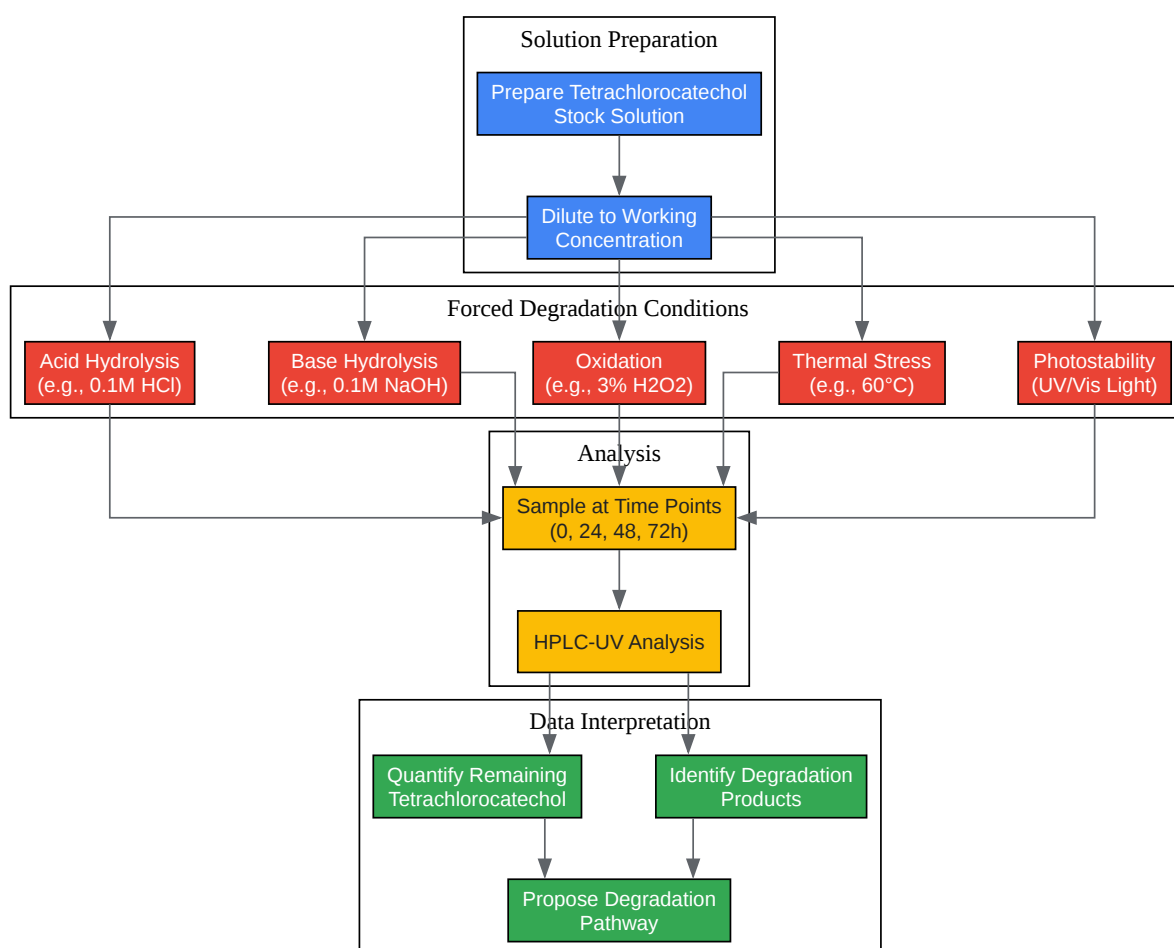 Solution Preparation
Prepare Tetrachlorocatechol
Stock Solution
Dilute to Working
Concentration
Forced Degradation Conditions
Acid Hydrolysis
(e.g., 0.1M HCl)
Base Hydrolysis
(e.g., 0.1M NaOH)
Oxidation
(e.g., 3% H2O2)
Thermal Stress
(e.g., 60°C)
Photostability
(UV/Vis Light)
Analysis
Sample at Time Points
(0, 24, 48, 72h)
HPLC-UV Analysis
Data Interpretation
Quantify Remaining
Tetrachlorocatechol
Identify Degradation
Products
Propose Degradation
Pathway